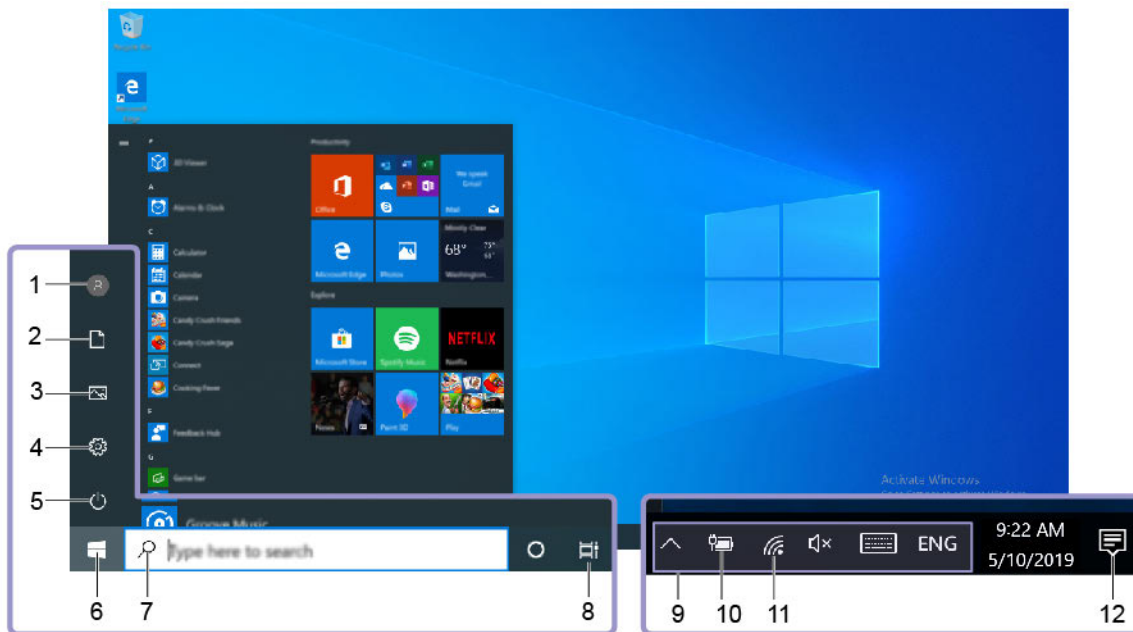 Productivity
3D Viewer
A
Alarms & Clock
We speak
Email
Office
Mail
C
Calculator
Calendar
Camera
Candy Crush Friends
Candy Crush Saga
Connect
Cooking Fever
Mostly Clear
68°
Microsoft Edge
Photos
Washington...
Explore
NETFLIX
Microsoft Store
Spotify Music
Netflix
News
Paint 3D
Play
F
Feedback Hub
G
Game bar
Groove Music
Type here to search
Activate Windows
ENG
9:22 AM
5/10/2019
1
2
3
4
5
6
7
8
9
10
11
12